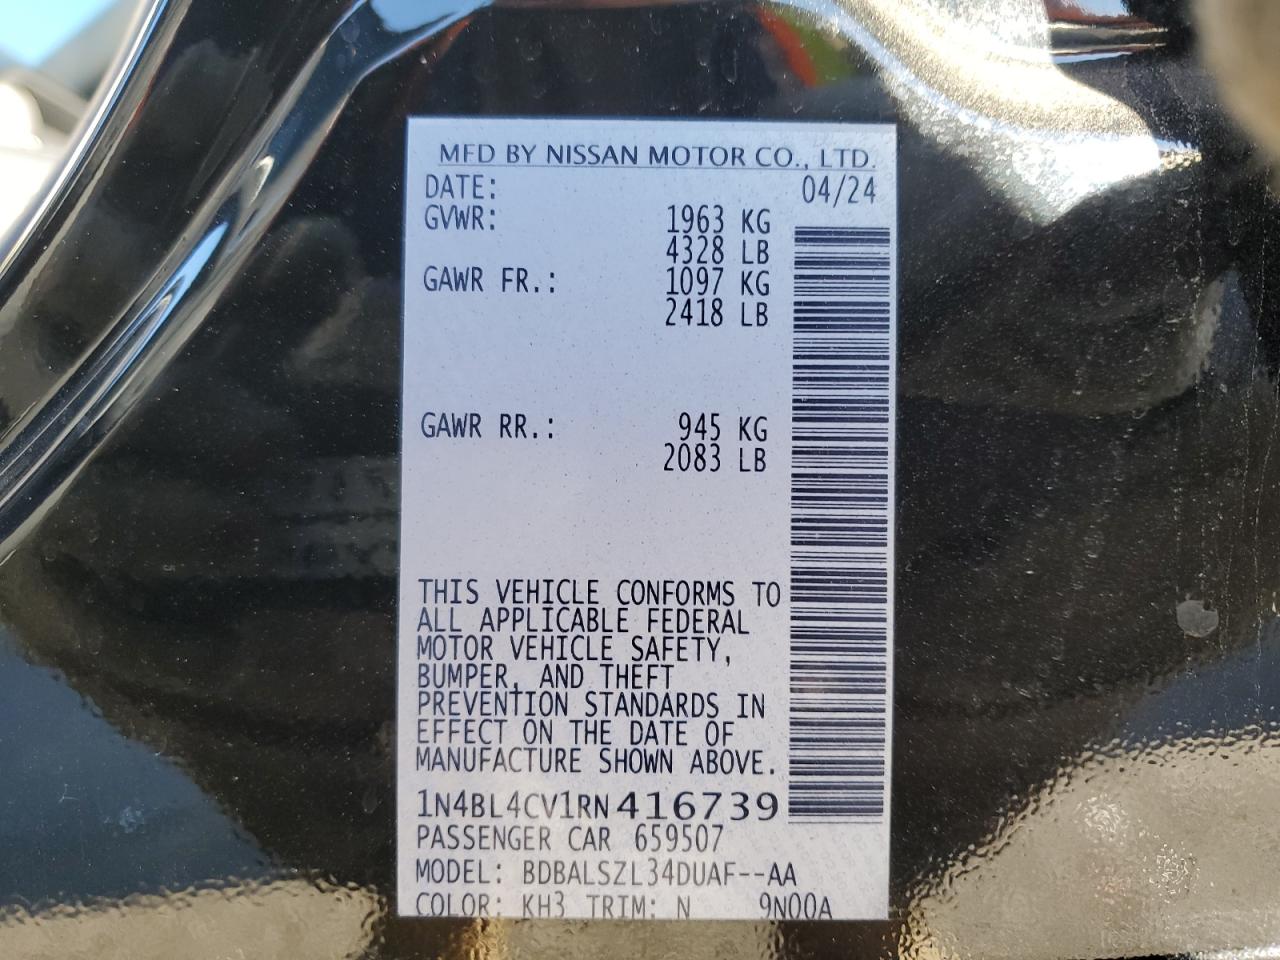 MFD BY NISSAN MOTOR CO., LTD.
DATE: 04/24
GVWR: 1963 KG
4328 LB
GAWR FR.: 1097 KG
2418 LB
GAWR RR.: 945 KG
2083 LB
THIS VEHICLE CONFORMS TO
ALL APPLICABLE FEDERAL
MOTOR VEHICLE SAFETY,
BUMPER, AND THEFT
PREVENTION STANDARDS IN
EFFECT ON THE DATE OF
MANUFACTURE SHOWN ABOVE.
1N4BL4CV1RN416739
PASSENGER CAR 659507
MODEL: BDBALSZL34DUAF--AA
COLOR: KH3 TRIM: N 9N00A